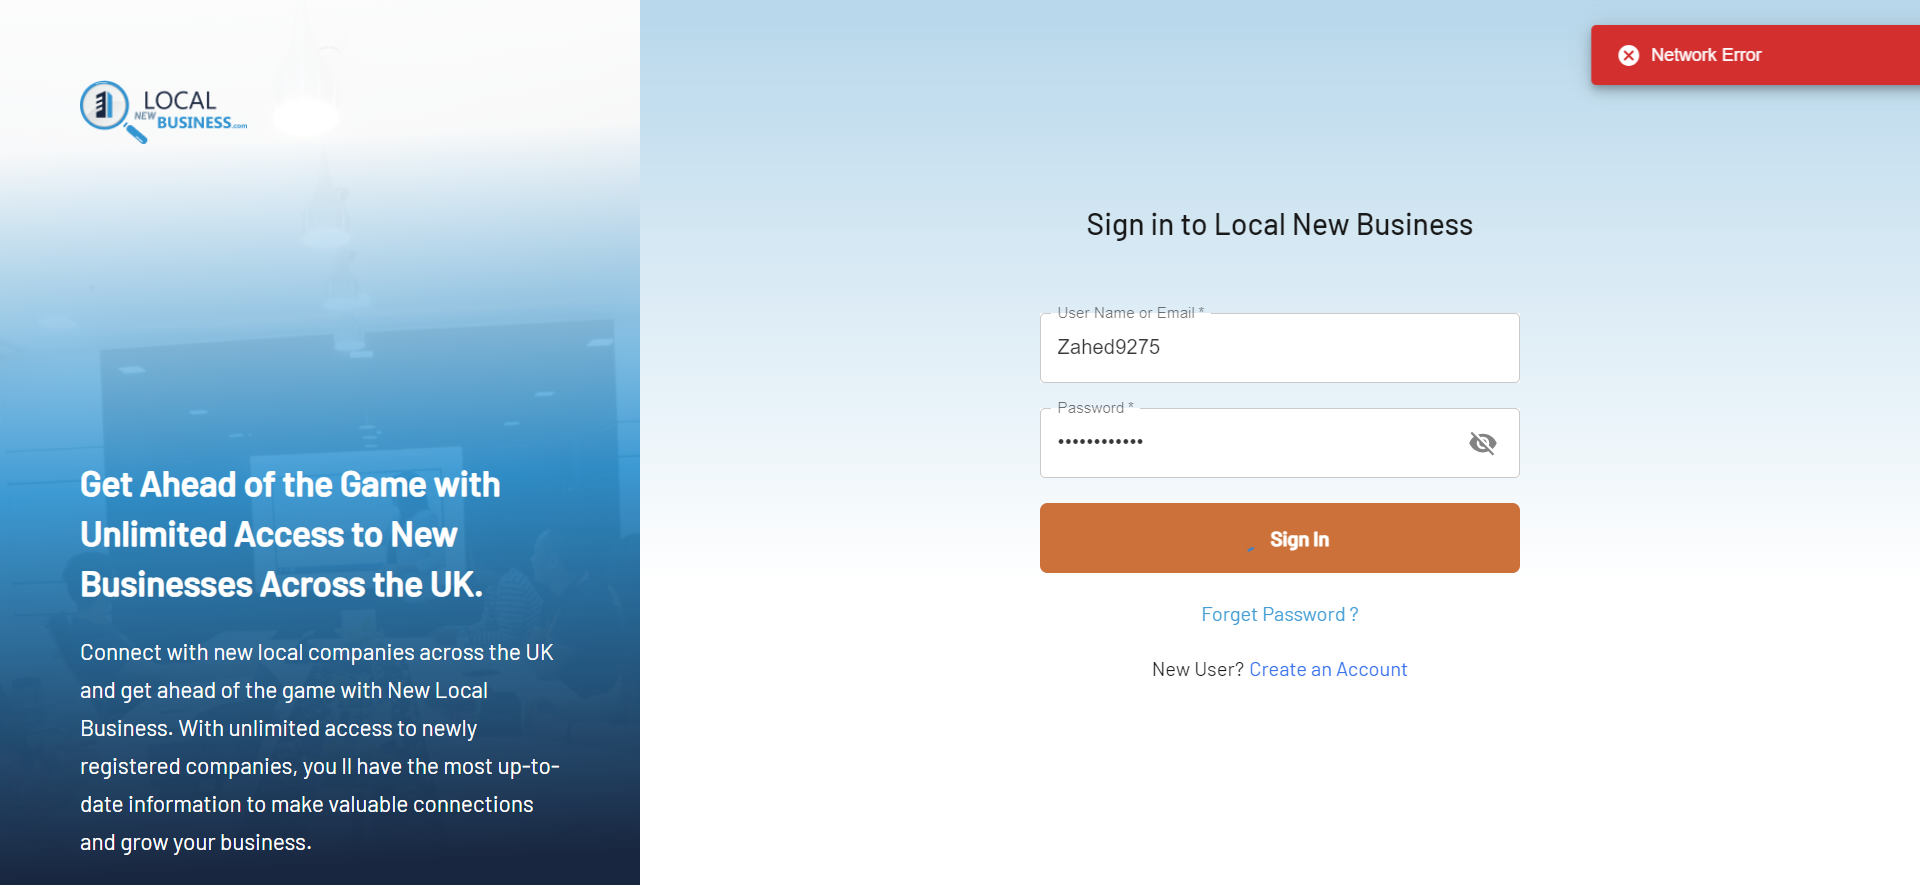 LOCAL
NEW BUSINESS.com
Get Ahead of the Game with
Unlimited Access to New
Businesses Across the UK.
Connect with new local companies across the UK
and get ahead of the game with New Local
Business. With unlimited access to newly
registered companies, you ll have the most up-to-
date information to make valuable connections
and grow your business.
Network Error
Sign in to Local New Business
User Name or Email *
Zahed9275
Password *
••••••••••••
Sign In
Forget Password ?
New User? Create an Account